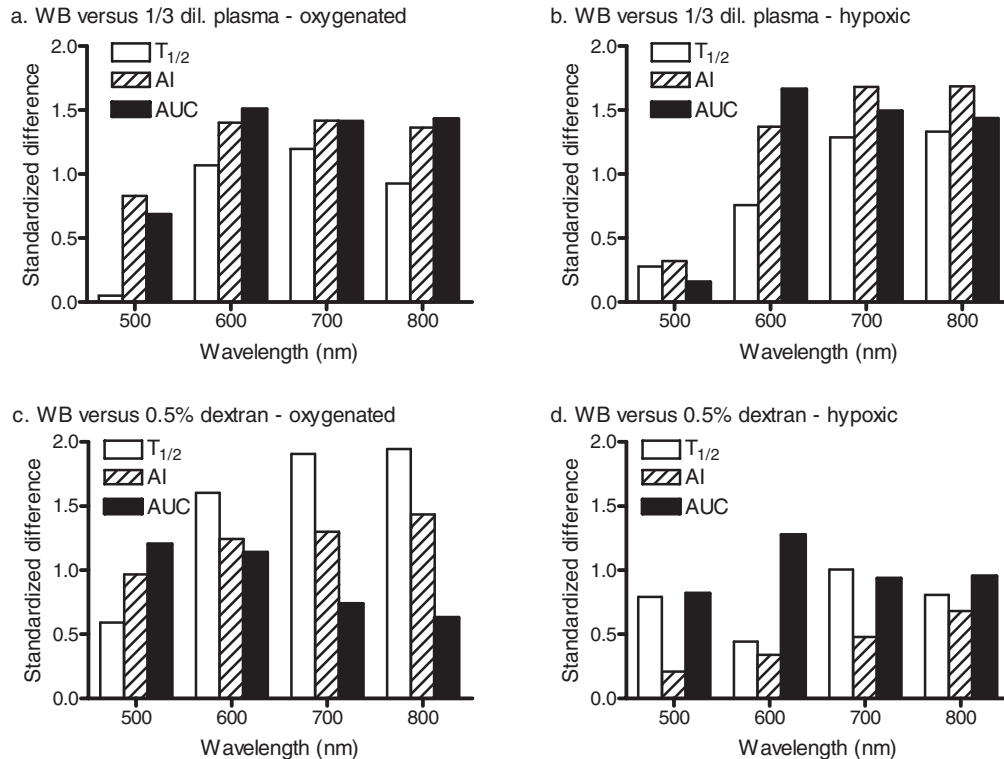 a. WB versus 1/3 dil. plasma - oxygenated
2.0
1.5
1.0
0.5
0.0
Standardized difference
T1/2
AI
AUC
500 600 700 800
Wavelength (nm)
b. WB versus 1/3 dil. plasma - hypoxic
2.0
1.5
1.0
0.5
0.0
Standardized difference
T1/2
AI
AUC
500 600 700 800
Wavelength (nm)
c. WB versus 0.5% dextran - oxygenated
2.0
1.5
1.0
0.5
0.0
Standardized difference
T1/2
AI
AUC
500 600 700 800
Wavelength (nm)
d. WB versus 0.5% dextran - hypoxic
2.0
1.5
1.0
0.5
0.0
Standardized difference
T1/2
AI
AUC
500 600 700 800
Wavelength (nm)